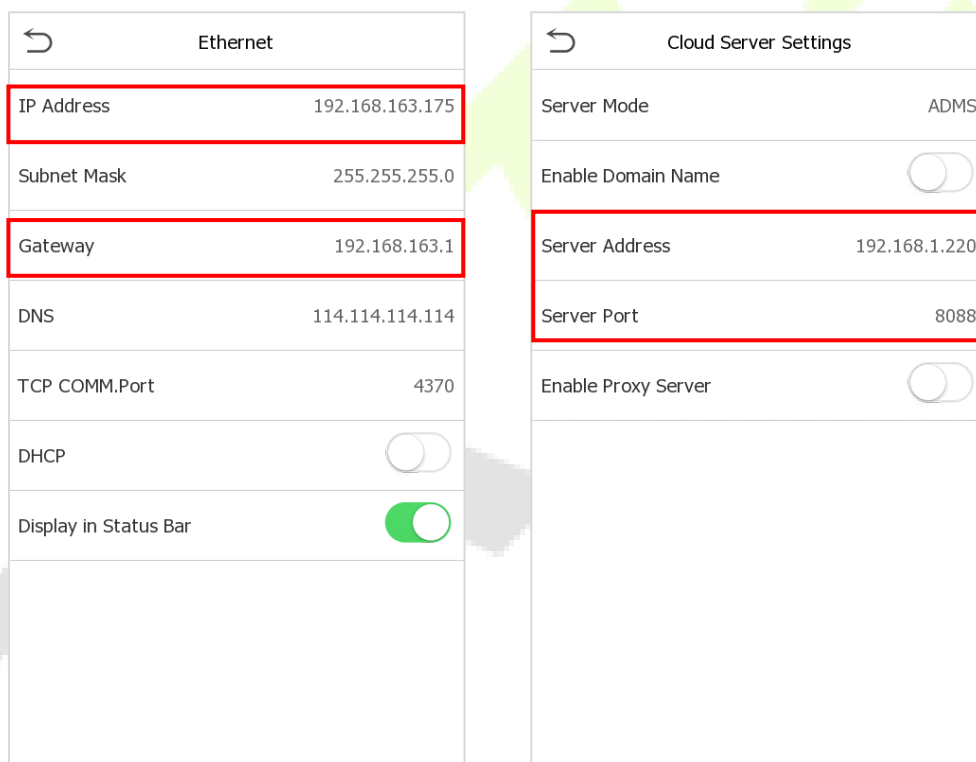 Ethernet
IP Address 192.168.163.175
Subnet Mask 255.255.255.0
Gateway 192.168.163.1
DNS 114.114.114.114
TCP COMM.Port 4370
DHCP
Display in Status Bar
Cloud Server Settings
Server Mode ADMS
Enable Domain Name
Server Address 192.168.1.220
Server Port 8088
Enable Proxy Server